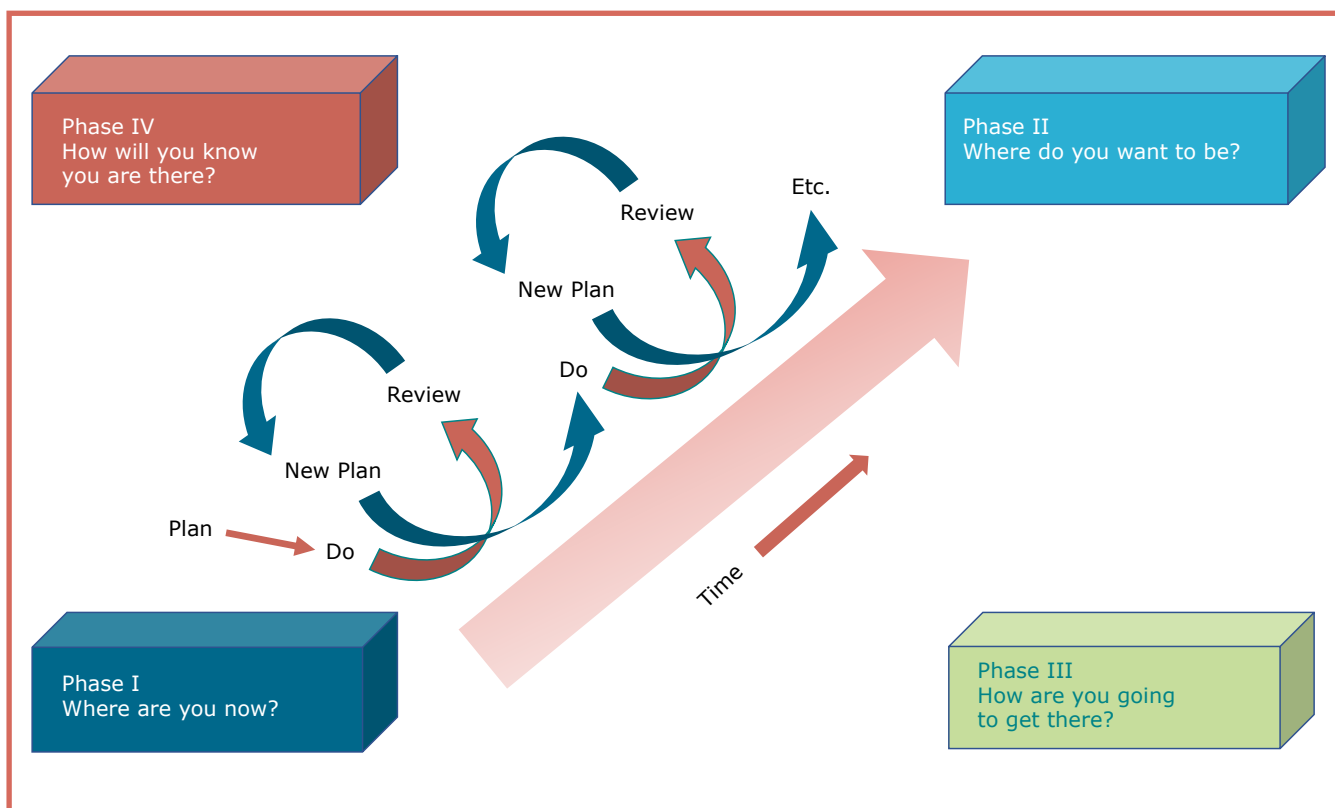 Phase IV
How will you know
you are there?
Phase II
Where do you want to be?
Etc.
Review
New Plan
Do
Review
New Plan
Plan
Do
Time
Phase I
Where are you now?
Phase III
How are you going
to get there?